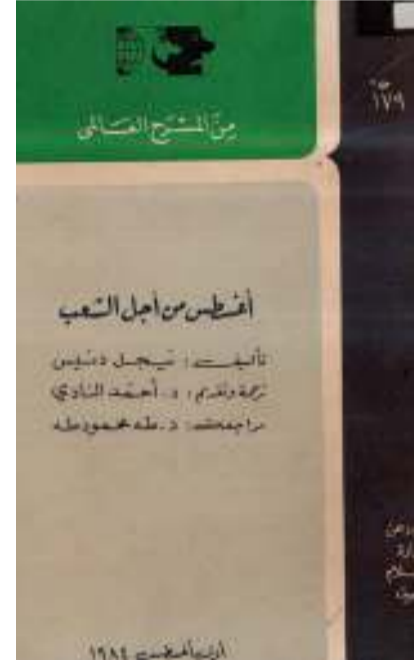 ١٧٩
من المسرح العالمي
أغسطس من أجل الشعب
تأليف: نيجل دنيس
ترجمة وتقديم: د. أحمد النادي
مراجعة: د. طه محمود طه
أول أغسطس ١٩٨٤